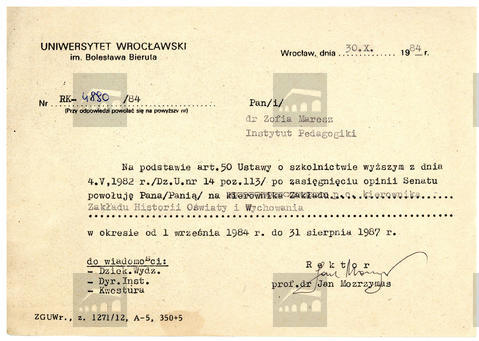 UNIWERSYTET WROCŁAWSKI
im. Bolesława Bieruta
Wrocław, dnia 30.X. 1984 r.
Nr RK-4880/84
(Przy odpowiedzi powołać się na powyższy nr)
Pan/i/
dr Zofia Maresz
Instytut Pedagogiki
Na podstawie art.50 Ustawy o szkolnictwie wyższym z dnia
4.V,1982 r./Dz.U.nr 14 poz.113/ po zasięgnięciu opinii Senatu
powołuję Pana/Panią/ na kierownika Zakładu p.o. kierownika
Zakładu Historii Oświaty i Wychowania
w okresie od 1 września 1984 r. do 31 sierpnia 1987 r.
do wiadomości:
- Dziek.Wydz.
- Dyr.Inst.
- Kwestura
R e k t o r
prof.dr Jan Mozrzymas
ZGUWr., z. 1271/12, A-5, 350+5